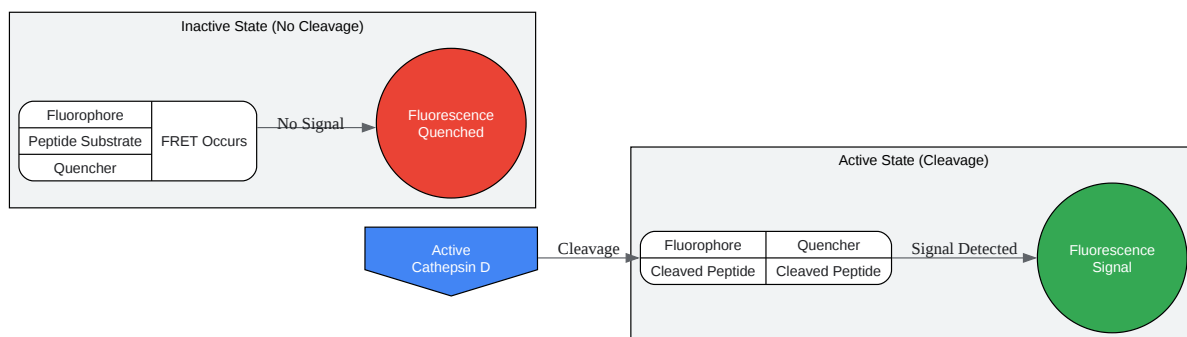 Inactive State (No Cleavage)
Fluorophore
Peptide Substrate
Quencher
FRET Occurs
No Signal
Fluorescence
Quenched
Active
Cathepsin D
Cleavage
Active State (Cleavage)
Fluorophore
Cleaved Peptide
Quencher
Cleaved Peptide
Signal Detected
Fluorescence
Signal